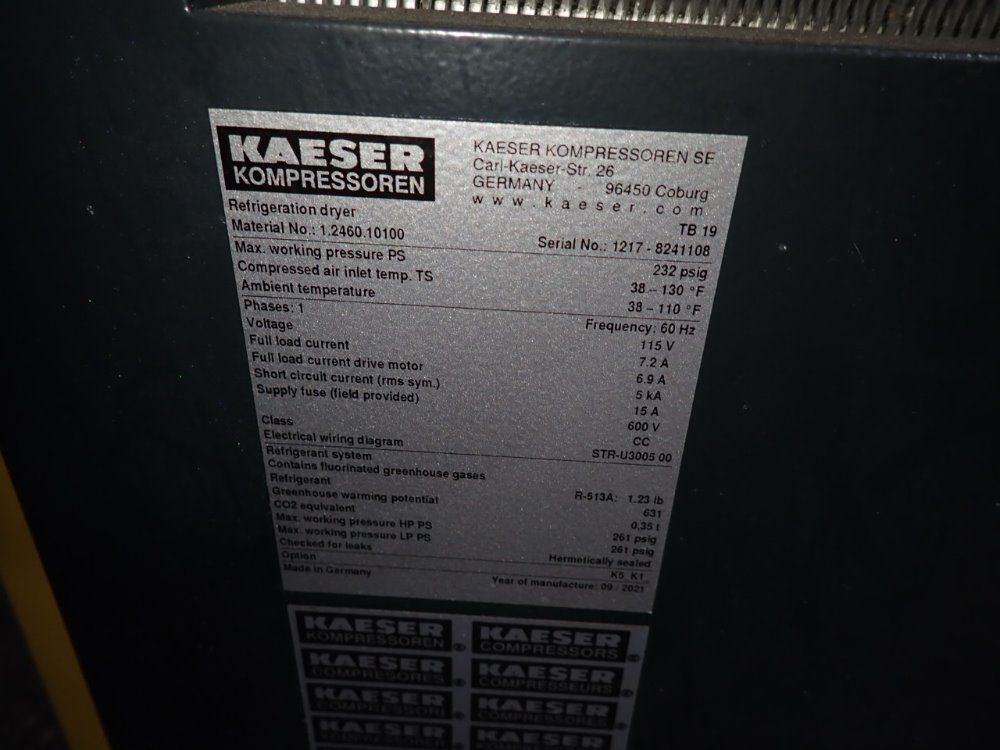 KAESER
KOMPRESSOREN
KAESER KOMPRESSOREN SE
Carl-Kaeser-Str. 26
GERMANY - 96450 Coburg
www.kaeser.com
Refrigeration dryer TB 19
Material No.: 1.2460.10100 Serial No.: 1217 - 8241108
Max. working pressure PS 232 psig
Compressed air inlet temp. TS 38 – 130 °F
Ambient temperature 38 – 110 °F
Phases: 1 Frequency: 60 Hz
Voltage 115 V
Full load current 7.2 A
Full load current drive motor 6.9 A
Short circuit current (rms sym.) 5 kA
Supply fuse (field provided) 15 A
600 V
Class CC
Electrical wiring diagram STR-U3005 00
Refrigerant system
Contains fluorinated greenhouse gases
Refrigerant R-513A: 1.23 lb
Greenhouse warming potential 631
CO2 equivalent 0,35 t
Max. working pressure HP PS 261 psig
Max. working pressure LP PS 261 psig
Checked for leaks Hermetically sealed
Option K5 K1
Made in Germany Year of manufacture: 09 / 2021
KAESER KOMPRESSOREN ® KAESER COMPRESSORS ®
KAESER COMPRESORES ® KAESER COMPRESSEURS ®
KAESER COMPRESSORI ® KAESER
KAESER KAESER